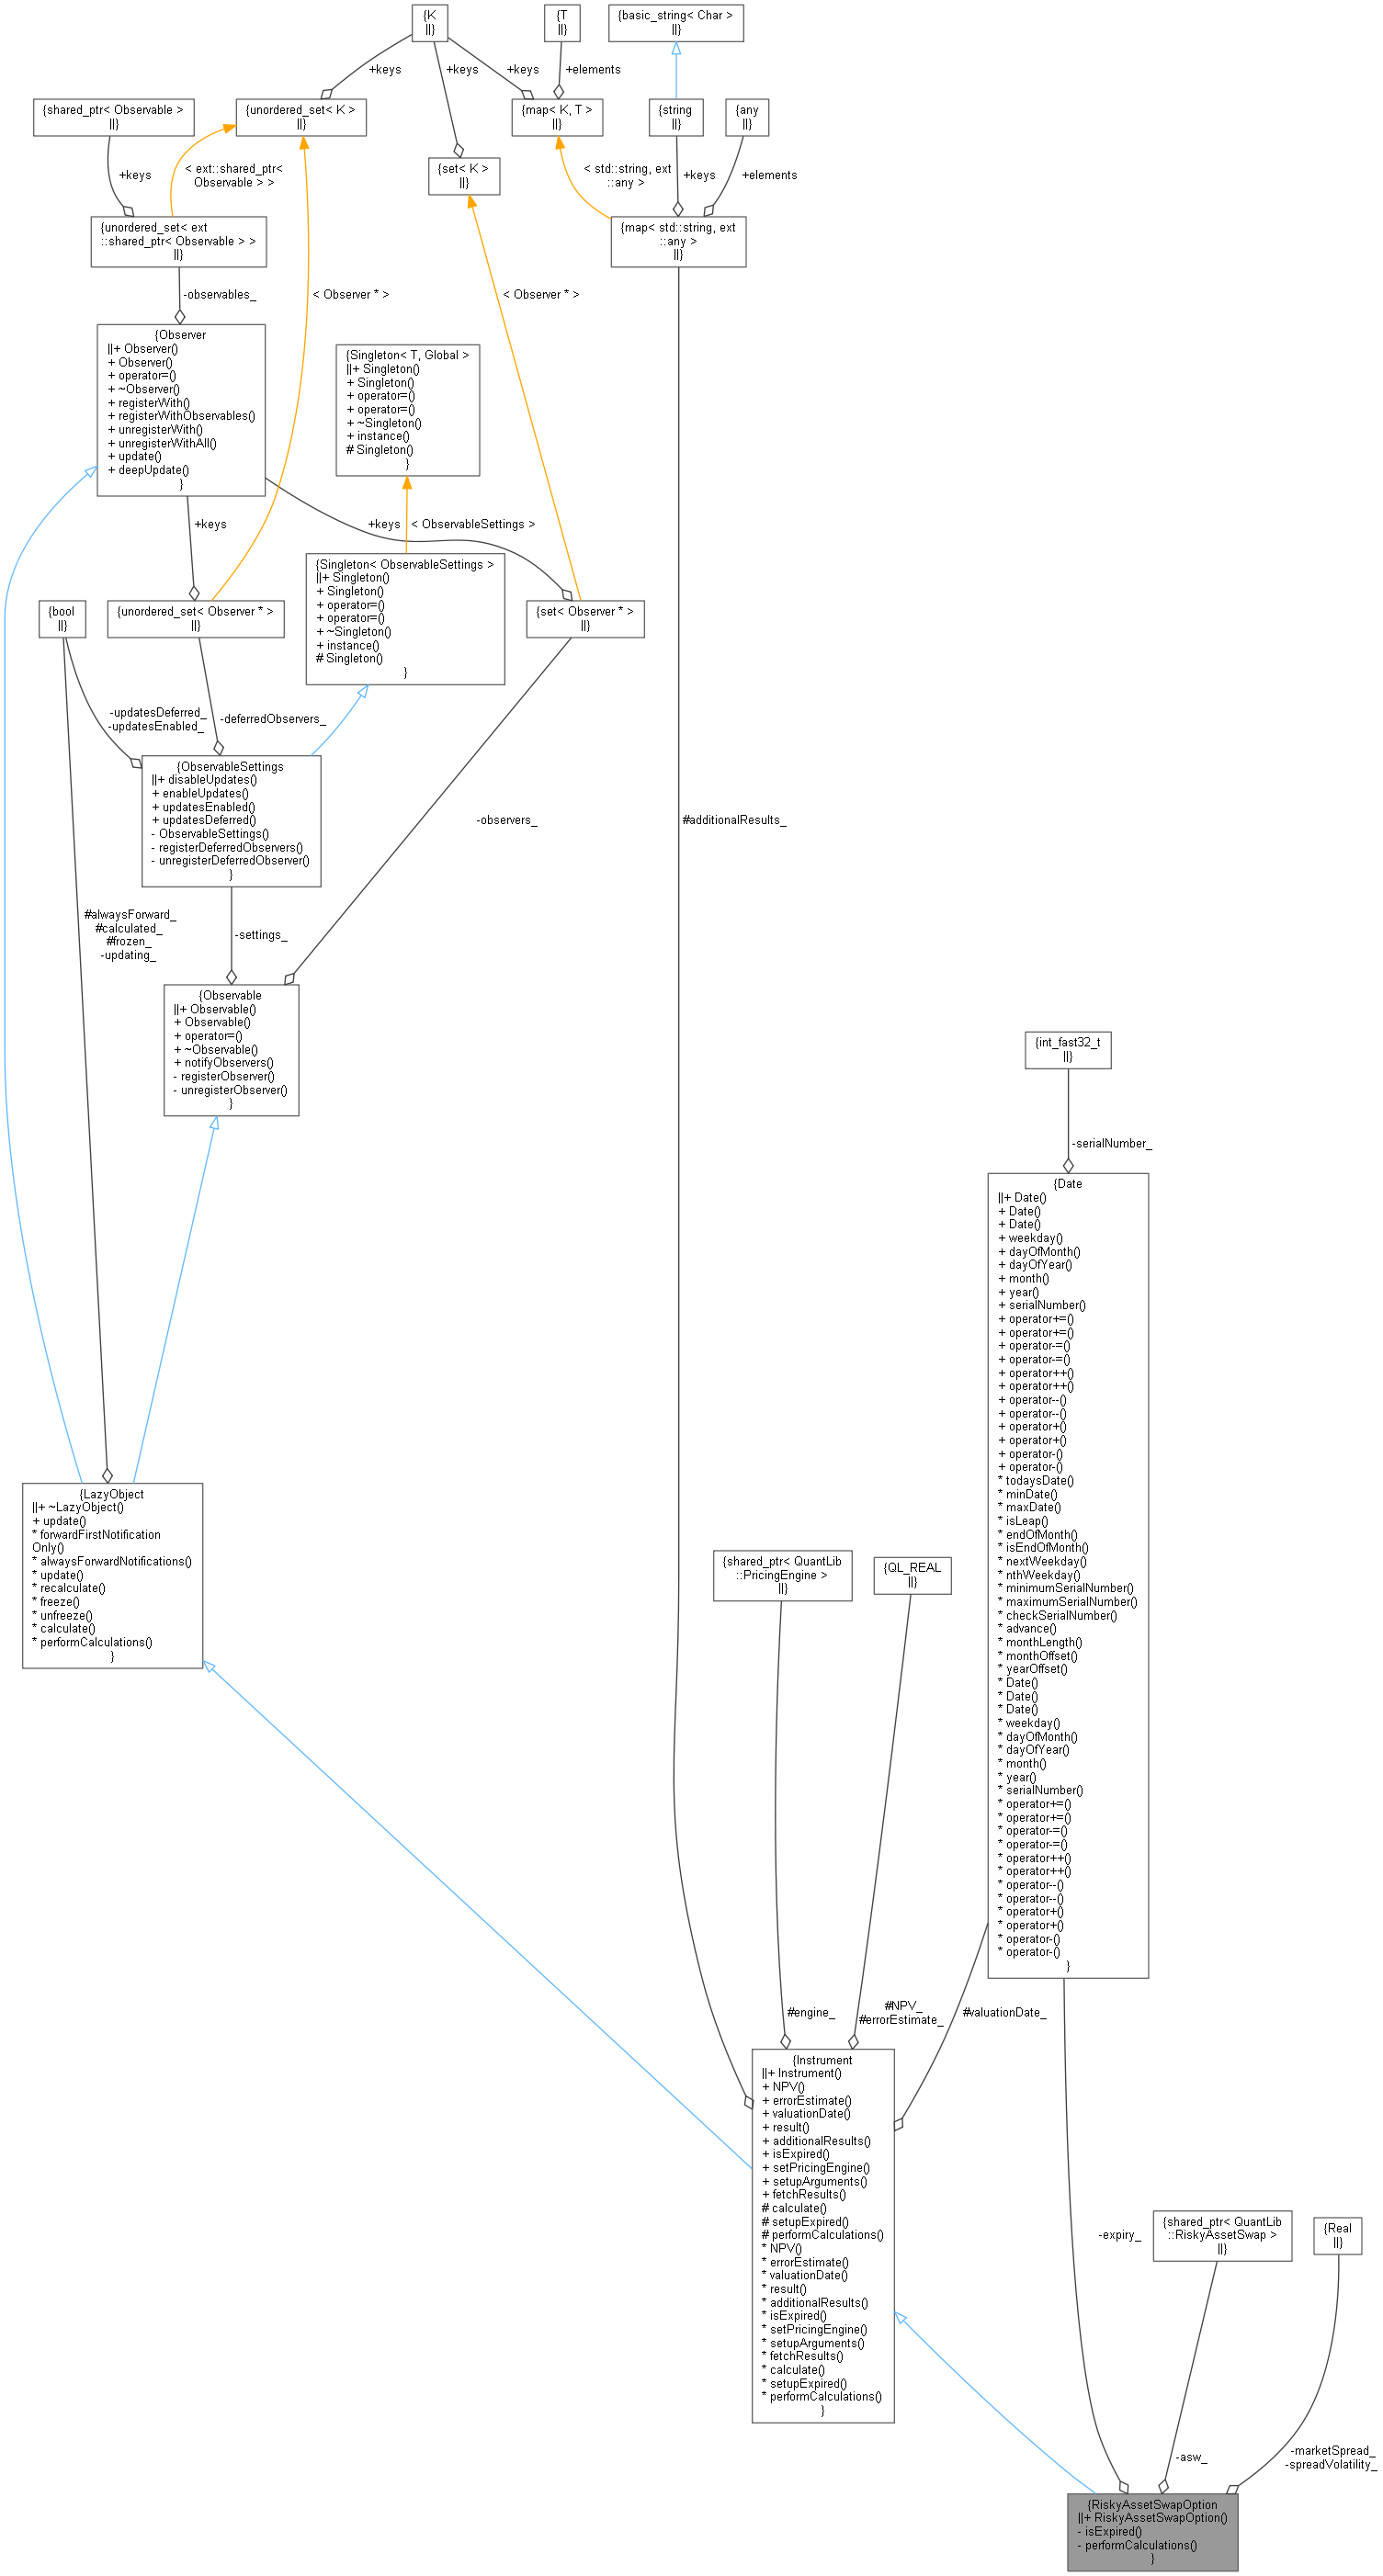 {K
||}
{T
||}
{basic_string< Char >
||}
+keys
+keys
+keys
+elements
{shared_ptr< Observable >
||}
{unordered_set< K >
||}
{map< K, T >
||}
{string
||}
{any
||}
{set< K >
||}
+keys
< ext::shared_ptr<
Observable > >
< std::string, ext
::any >
+keys
+elements
{unordered_set< ext
::shared_ptr< Observable > >
||}
{map< std::string, ext
::any >
||}
-observables_
< Observer * >
< Observer * >
{Observer
||+ Observer()
+ Observer()
+ operator=()
+ ~Observer()
+ registerWith()
+ registerWithObservables()
+ unregisterWith()
+ unregisterWithAll()
+ update()
+ deepUpdate()
}
{Singleton< T, Global >
||+ Singleton()
+ Singleton()
+ operator=()
+ operator=()
+ ~Singleton()
+ instance()
# Singleton()
}
+keys
+keys
< ObservableSettings >
{Singleton< ObservableSettings >
||+ Singleton()
+ Singleton()
+ operator=()
+ operator=()
+ ~Singleton()
+ instance()
# Singleton()
}
{bool
||}
{unordered_set< Observer * >
||}
{set< Observer * >
||}
-updatesDeferred_
-updatesEnabled_
-deferredObservers_
{ObservableSettings
||+ disableUpdates()
+ enableUpdates()
+ updatesEnabled()
+ updatesDeferred()
- ObservableSettings()
- registerDeferredObservers()
- unregisterDeferredObserver()
}
-observers_
#additionalResults_
#alwaysForward_
#calculated_
#frozen_
-updating_
-settings_
{Observable
||+ Observable()
+ Observable()
+ operator=()
+ ~Observable()
+ notifyObservers()
- registerObserver()
- unregisterObserver()
}
{int_fast32_t
||}
-serialNumber_
{Date
||+ Date()
+ Date()
+ Date()
+ weekday()
+ dayOfMonth()
+ dayOfYear()
+ month()
+ year()
+ serialNumber()
+ operator+=()
+ operator+=()
+ operator-=()
+ operator-=()
+ operator++()
+ operator++()
+ operator--()
+ operator--()
+ operator+()
+ operator+()
+ operator-()
+ operator-()
* todaysDate()
* minDate()
* maxDate()
* isLeap()
* endOfMonth()
* isEndOfMonth()
* nextWeekday()
* nthWeekday()
* minimumSerialNumber()
* maximumSerialNumber()
* checkSerialNumber()
* advance()
* monthLength()
* monthOffset()
* yearOffset()
* Date()
* Date()
* Date()
* weekday()
* dayOfMonth()
* dayOfYear()
* month()
* year()
* serialNumber()
* operator+=()
* operator+=()
* operator-=()
* operator-=()
* operator++()
* operator++()
* operator--()
* operator--()
* operator+()
* operator+()
* operator-()
* operator-()
}
{LazyObject
||+ ~LazyObject()
+ update()
* forwardFirstNotification
Only()
* alwaysForwardNotifications()
* update()
* recalculate()
* freeze()
* unfreeze()
* calculate()
* performCalculations()
}
{shared_ptr< QuantLib
::PricingEngine >
||}
{QL_REAL
||}
#engine_
#NPV_
#errorEstimate_
#valuationDate_
{Instrument
||+ Instrument()
+ NPV()
+ errorEstimate()
+ valuationDate()
+ result()
+ additionalResults()
+ isExpired()
+ setPricingEngine()
+ setupArguments()
+ fetchResults()
# calculate()
# setupExpired()
# performCalculations()
* NPV()
* errorEstimate()
* valuationDate()
* result()
* additionalResults()
* isExpired()
* setPricingEngine()
* setupArguments()
* fetchResults()
* calculate()
* setupExpired()
* performCalculations()
}
-expiry_
{shared_ptr< QuantLib
::RiskyAssetSwap >
||}
{Real
||}
-asw_
-marketSpread_
-spreadVolatility_
{RiskyAssetSwapOption
||+ RiskyAssetSwapOption()
- isExpired()
- performCalculations()
}